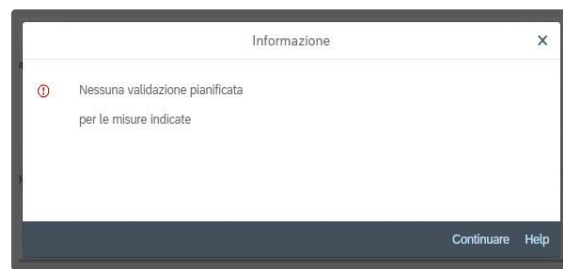 Informazione
Nessuna validazione pianificata
per le misure indicate
Continuare Help